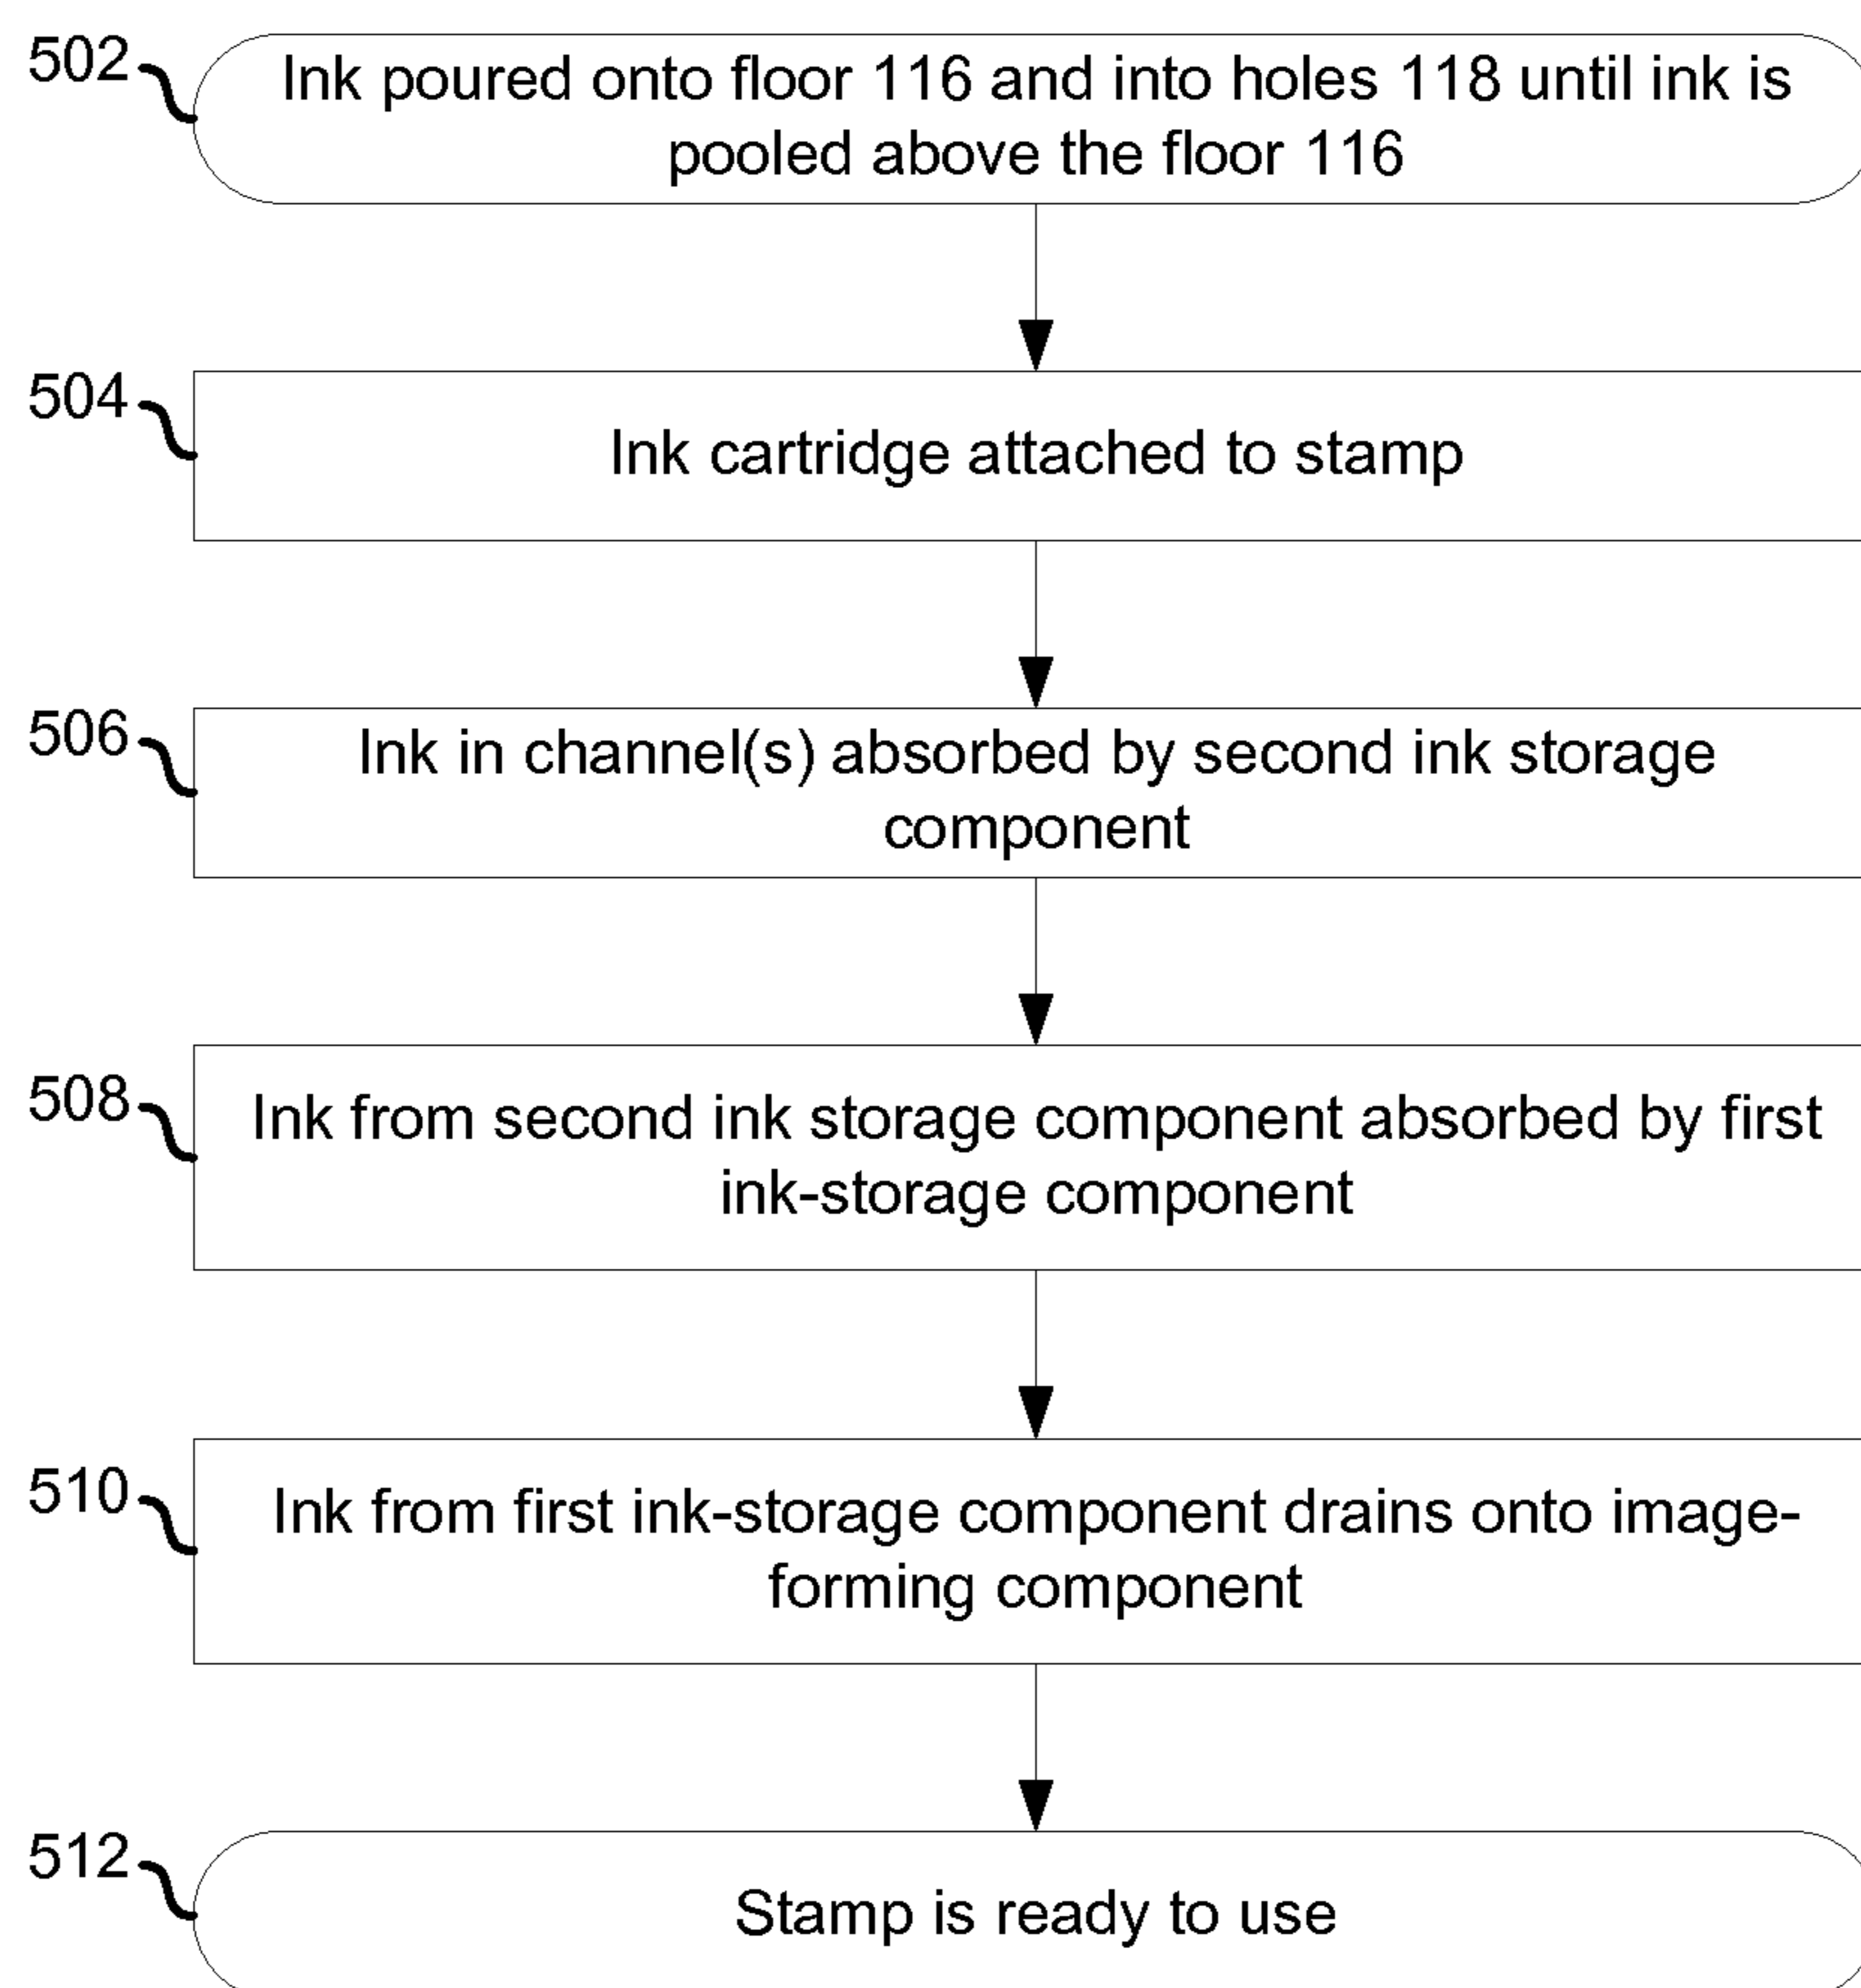 502
Ink poured onto floor 116 and into holes 118 until ink is
pooled above the floor 116
504
Ink cartridge attached to stamp
506
Ink in channel(s) absorbed by second ink storage
component
508
Ink from second ink storage component absorbed by first
ink-storage component
510
Ink from first ink-storage component drains onto image-
forming component
512
Stamp is ready to use